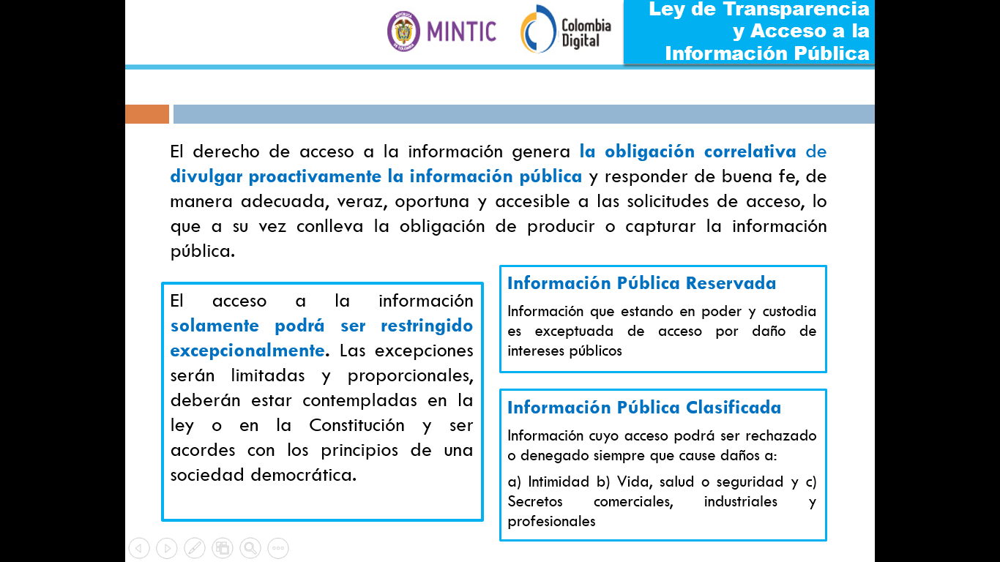 MINTIC
Colombia
Digital
Ley de Transparencia
y Acceso a la
Información Pública
El derecho de acceso a la información genera la obligación correlativa de
divulgar proactivamente la información pública y responder de buena fe, de
manera adecuada, veraz, oportuna y accesible a las solicitudes de acceso, lo
que a su vez conlleva la obligación de producir o capturar la información
pública.
El acceso a la información
solamente podrá ser restringido
excepcionalmente. Las excepciones
serán limitadas y proporcionales,
deberán estar contempladas en la
ley o en la Constitución y ser
acordes con los principios de una
sociedad democrática.
Información Pública Reservada
Información que estando en poder y custodia
es exceptuada de acceso por daño de
intereses públicos
Información Pública Clasificada
Información cuyo acceso podrá ser rechazado
o denegado siempre que cause daños a:
a) Intimidad b) Vida, salud o seguridad y c)
Secretos comerciales, industriales y
profesionales